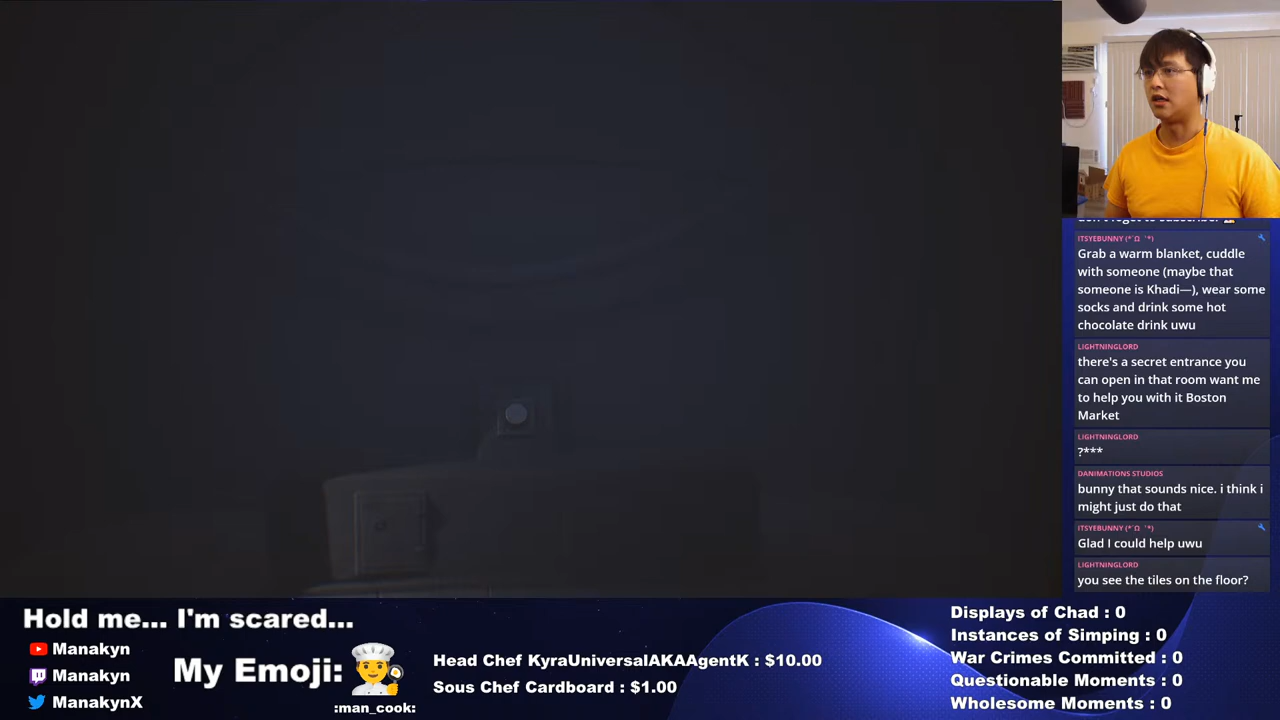 ITSYEBUNNY (*´Ω｀*)
Grab a warm blanket, cuddle
with someone (maybe that
someone is Khadi—), wear some
socks and drink some hot
chocolate drink uwu
LIGHTNINGLORD
there's a secret entrance you
can open in that room want me
to help you with it Boston
Market
LIGHTNINGLORD
?***
DANIMATIONS STUDIOS
bunny that sounds nice. i think i
might just do that
ITSYEBUNNY (*´Ω｀*)
Glad I could help uwu
LIGHTNINGLORD
you see the tiles on the floor?
Hold me... I'm scared...
Manakyn
Manakyn
ManakynX
My Emoji:
:man_cook:
Head Chef KyraUniversalAKAAgentK : $10.00
Sous Chef Cardboard : $1.00
Displays of Chad : 0
Instances of Simping : 0
War Crimes Committed : 0
Questionable Moments : 0
Wholesome Moments : 0